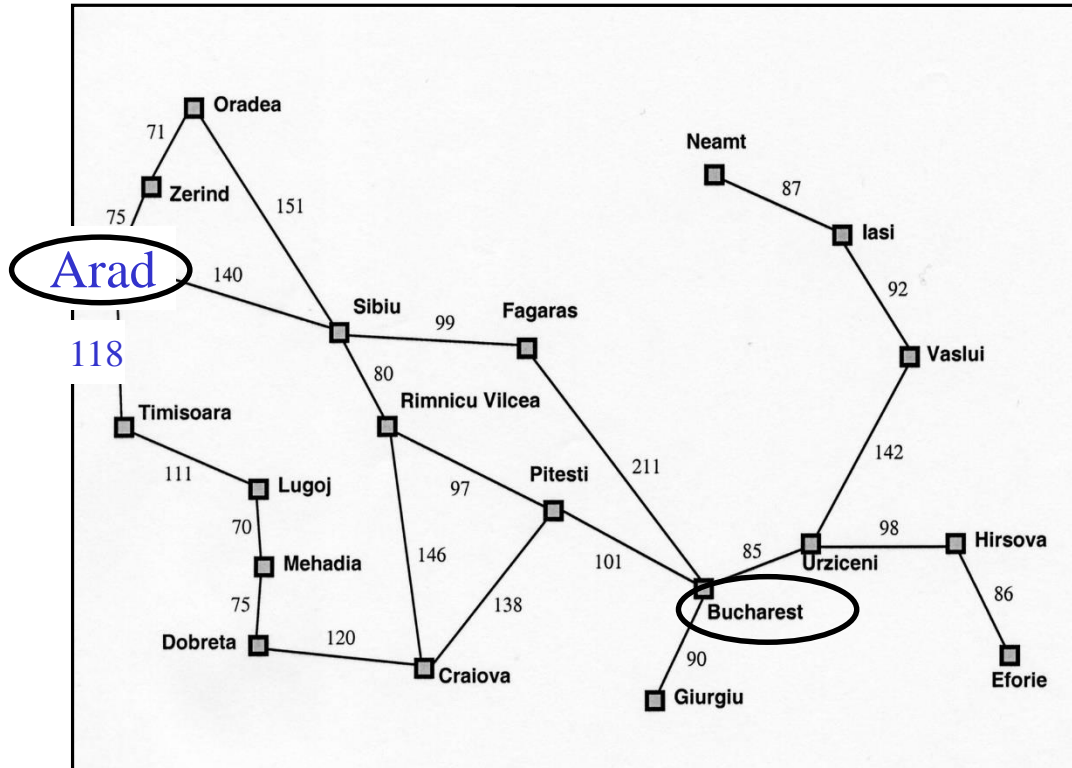 Oradea
71
Neamt
87
Zerind
151
75
Iasi
Arad
140
92
Sibiu
Fagaras
99
118
Vaslui
80
Rimnicu Vilcea
Timisoara
142
211
Pitesti
111
Lugoj
97
70
98
Hirsova
146
85
Urziceni
Mehadia
101
86
75
138
Bucharest
Dobreta
120
90
Craiova
Eforie
Giurgiu